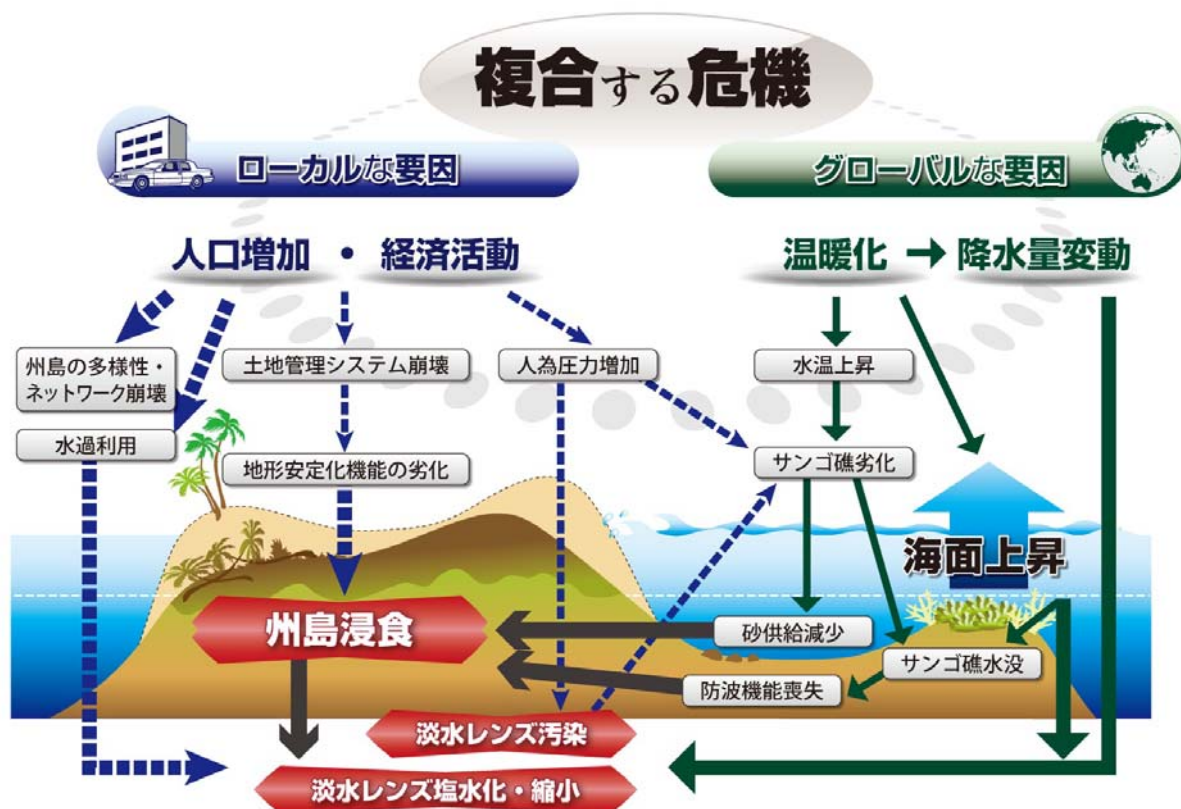 複合する危機
ローカルな要因
グローバルな要因
人口増加・経済活動
温暖化→降水量変動
州島の多様性・
ネットワーク崩壊
土地管理システム崩壊
人為圧力増加
水温上昇
水過利用
地形安定化機能の劣化
サンゴ礁劣化
海面上昇
州島浸食
砂供給減少
サンゴ礁水没
防波機能喪失
淡水レンズ汚染
淡水レンズ塩水化・縮小